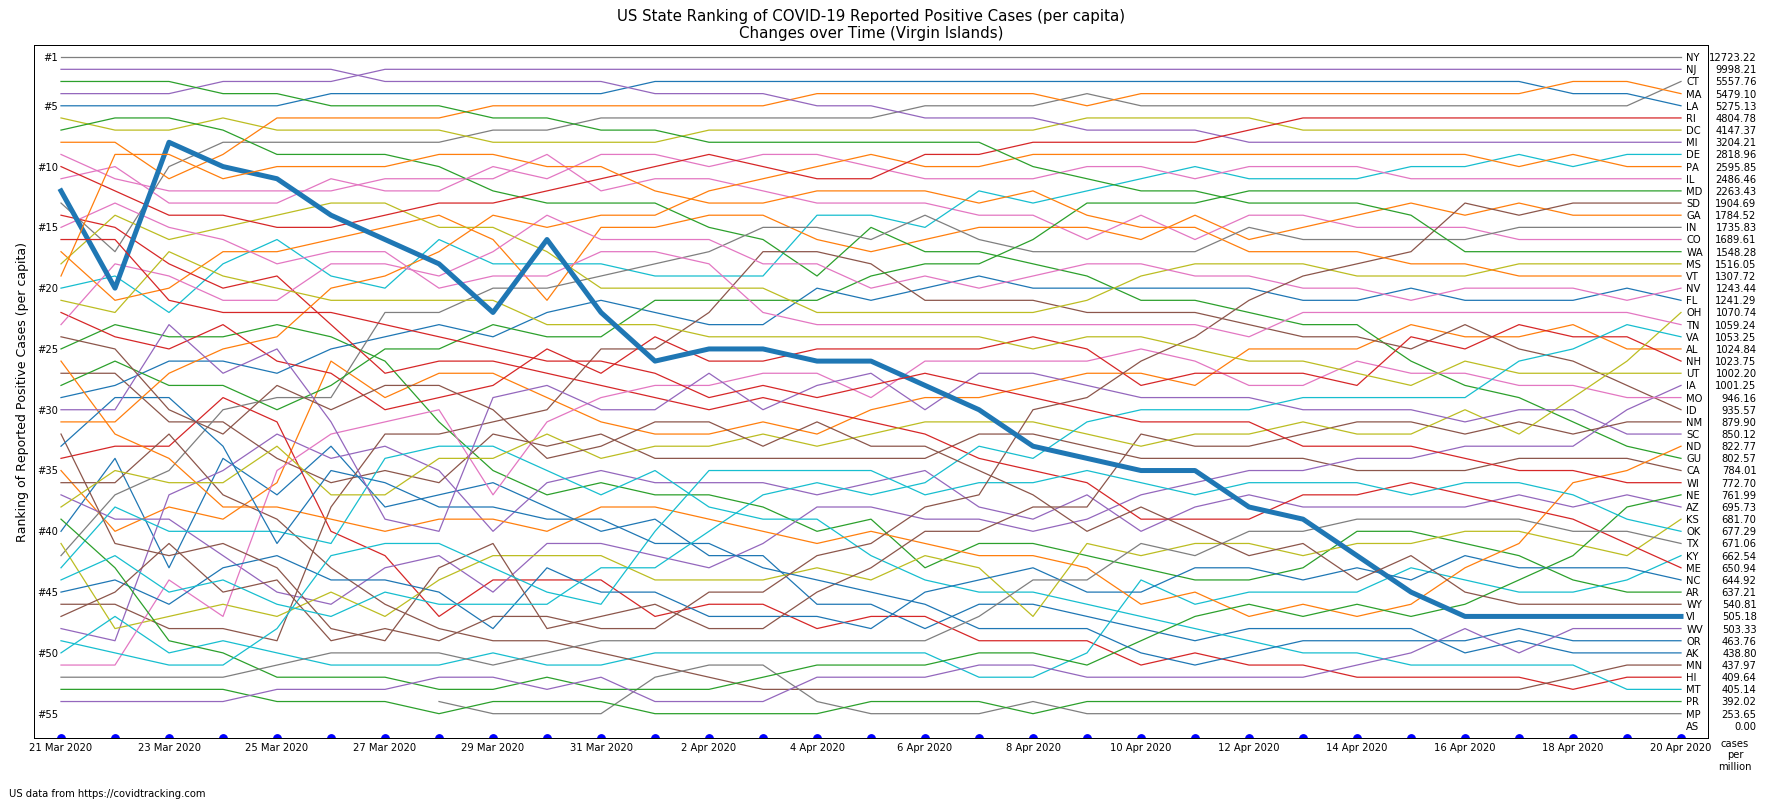 US State Ranking of COVID-19 Reported Positive Cases (per capita)
Changes over Time (Virgin Islands)
Ranking of Reported Positive Cases (per capita)
#1
#5
#10
#15
#20
#25
#30
#35
#40
#45
#50
#55
NY 12723.22
NJ 9998.21
CT 5557.76
MA 5479.10
LA 5275.13
RI 4804.78
DC 4147.37
MI 3204.21
DE 2818.96
PA 2595.85
IL 2486.46
MD 2263.43
SD 1904.69
GA 1784.52
IN 1735.83
CO 1689.61
WA 1548.28
MS 1516.05
VT 1307.72
NV 1243.44
FL 1241.29
OH 1070.74
TN 1059.24
VA 1053.25
AL 1024.84
NH 1023.75
UT 1002.20
IA 1001.25
MO 946.16
ID 935.57
NM 879.90
SC 850.12
ND 822.77
GU 802.57
CA 784.01
WI 772.70
NE 761.99
AZ 695.73
KS 681.70
OK 677.29
TX 671.06
KY 662.54
ME 650.94
NC 644.92
AR 637.21
WY 540.81
VI 505.18
WV 503.33
OR 463.76
AK 438.80
MN 437.97
HI 409.64
MT 405.14
PR 392.02
MP 253.65
AS 0.00
21 Mar 2020 23 Mar 2020 25 Mar 2020 27 Mar 2020 29 Mar 2020 31 Mar 2020 2 Apr 2020 4 Apr 2020 6 Apr 2020 8 Apr 2020 10 Apr 2020 12 Apr 2020 14 Apr 2020 16 Apr 2020 18 Apr 2020 20 Apr 2020
cases
per
million
US data from https://covidtracking.com